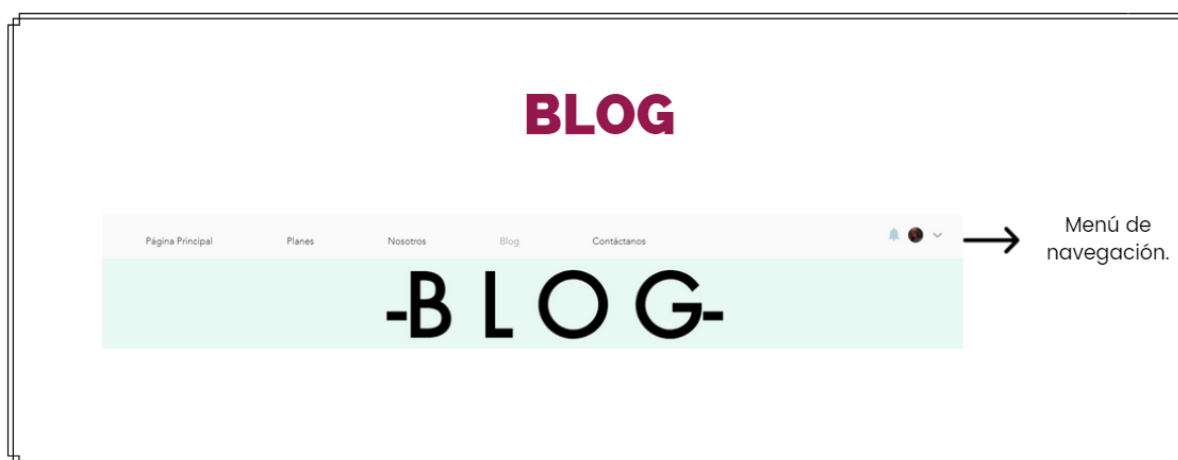 BLOG
Página Principal Planes Nosotros Blog Contáctanos
Menú de
navegación.
-BLOG-